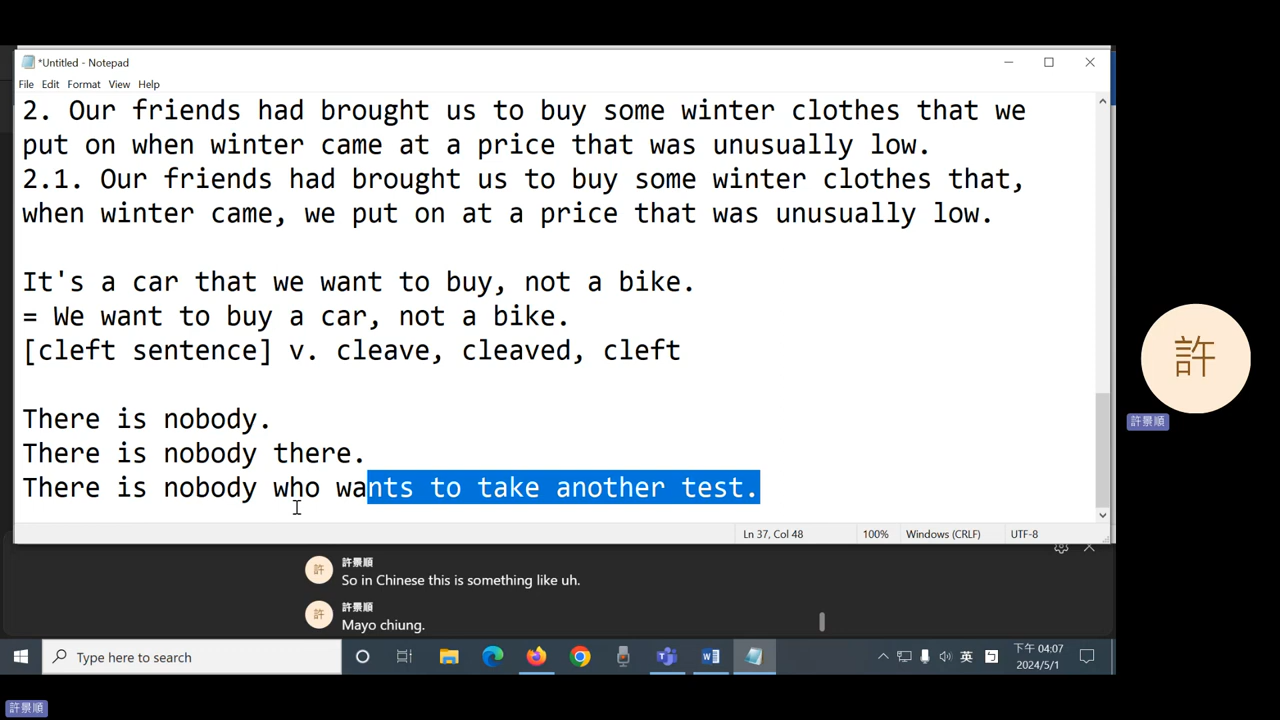 *Untitled - Notepad
File Edit Format View Help
2. Our friends had brought us to buy some winter clothes that we
put on when winter came at a price that was unusually low.
2.1. Our friends had brought us to buy some winter clothes that,
when winter came, we put on at a price that was unusually low.
It's a car that we want to buy, not a bike.
= We want to buy a car, not a bike.
[cleft sentence] v. cleave, cleaved, cleft
There is nobody.
There is nobody there.
There is nobody who wants to take another test.
Ln 37, Col 48 100% Windows (CRLF) UTF-8
許
許景順
許 許景順
So in Chinese this is something like uh.
許 許景順
Mayo chiung.
Type here to search
英
下午 04:07
2024/5/1
許景順